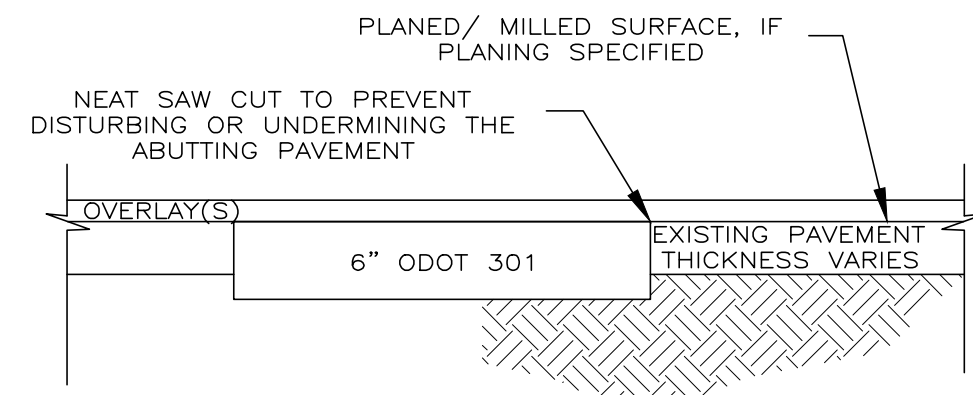 PLANED/ MILLED SURFACE, IF
PLANING SPECIFIED
NEAT SAW CUT TO PREVENT
DISTURBING OR UNDERMINING THE
ABUTTING PAVEMENT
OVERLAY(S)
6” ODOT 301
EXISTING PAVEMENT
THICKNESS VARIES